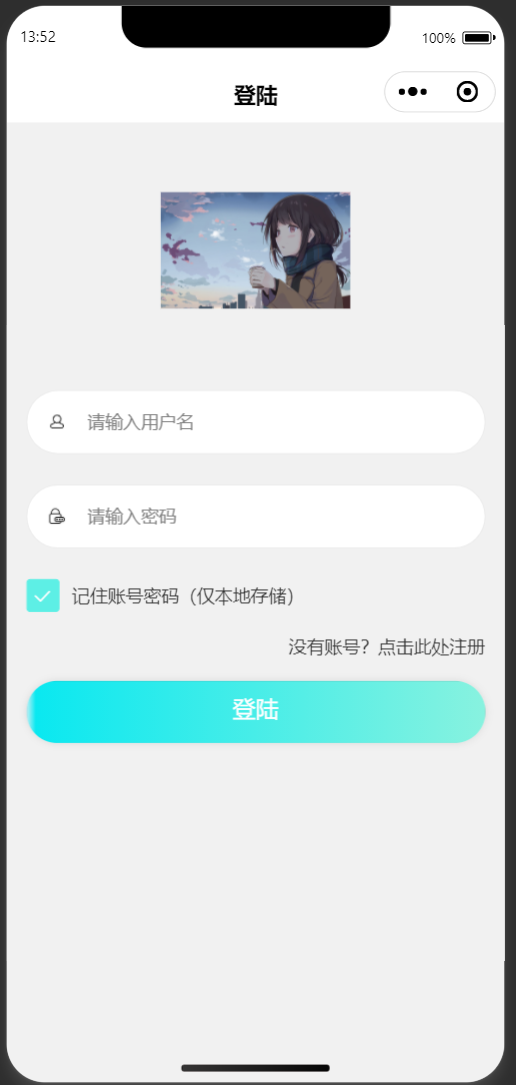 13:52
100%
登陆
请输入用户名
请输入密码
记住账号密码（仅本地存储）
没有账号？点击此处注册
登陆